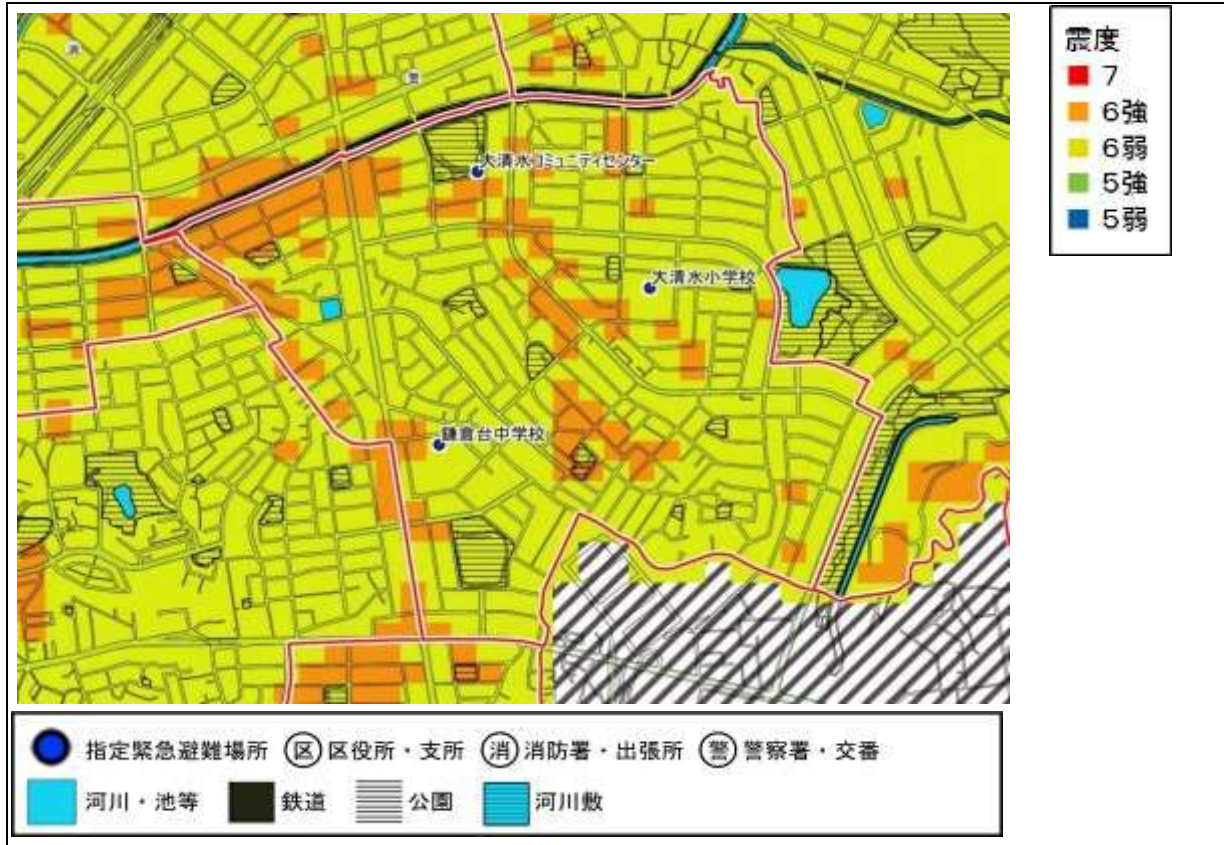 震度
7
6強
6弱
5強
5弱
消
警
大清水コミュニティセンター
大清水小学校
鎌倉台中学校
指定緊急避難場所 区 区役所・支所 消 消防署・出張所 警 警察署・交番
河川・池等 鉄道 公園 河川敷